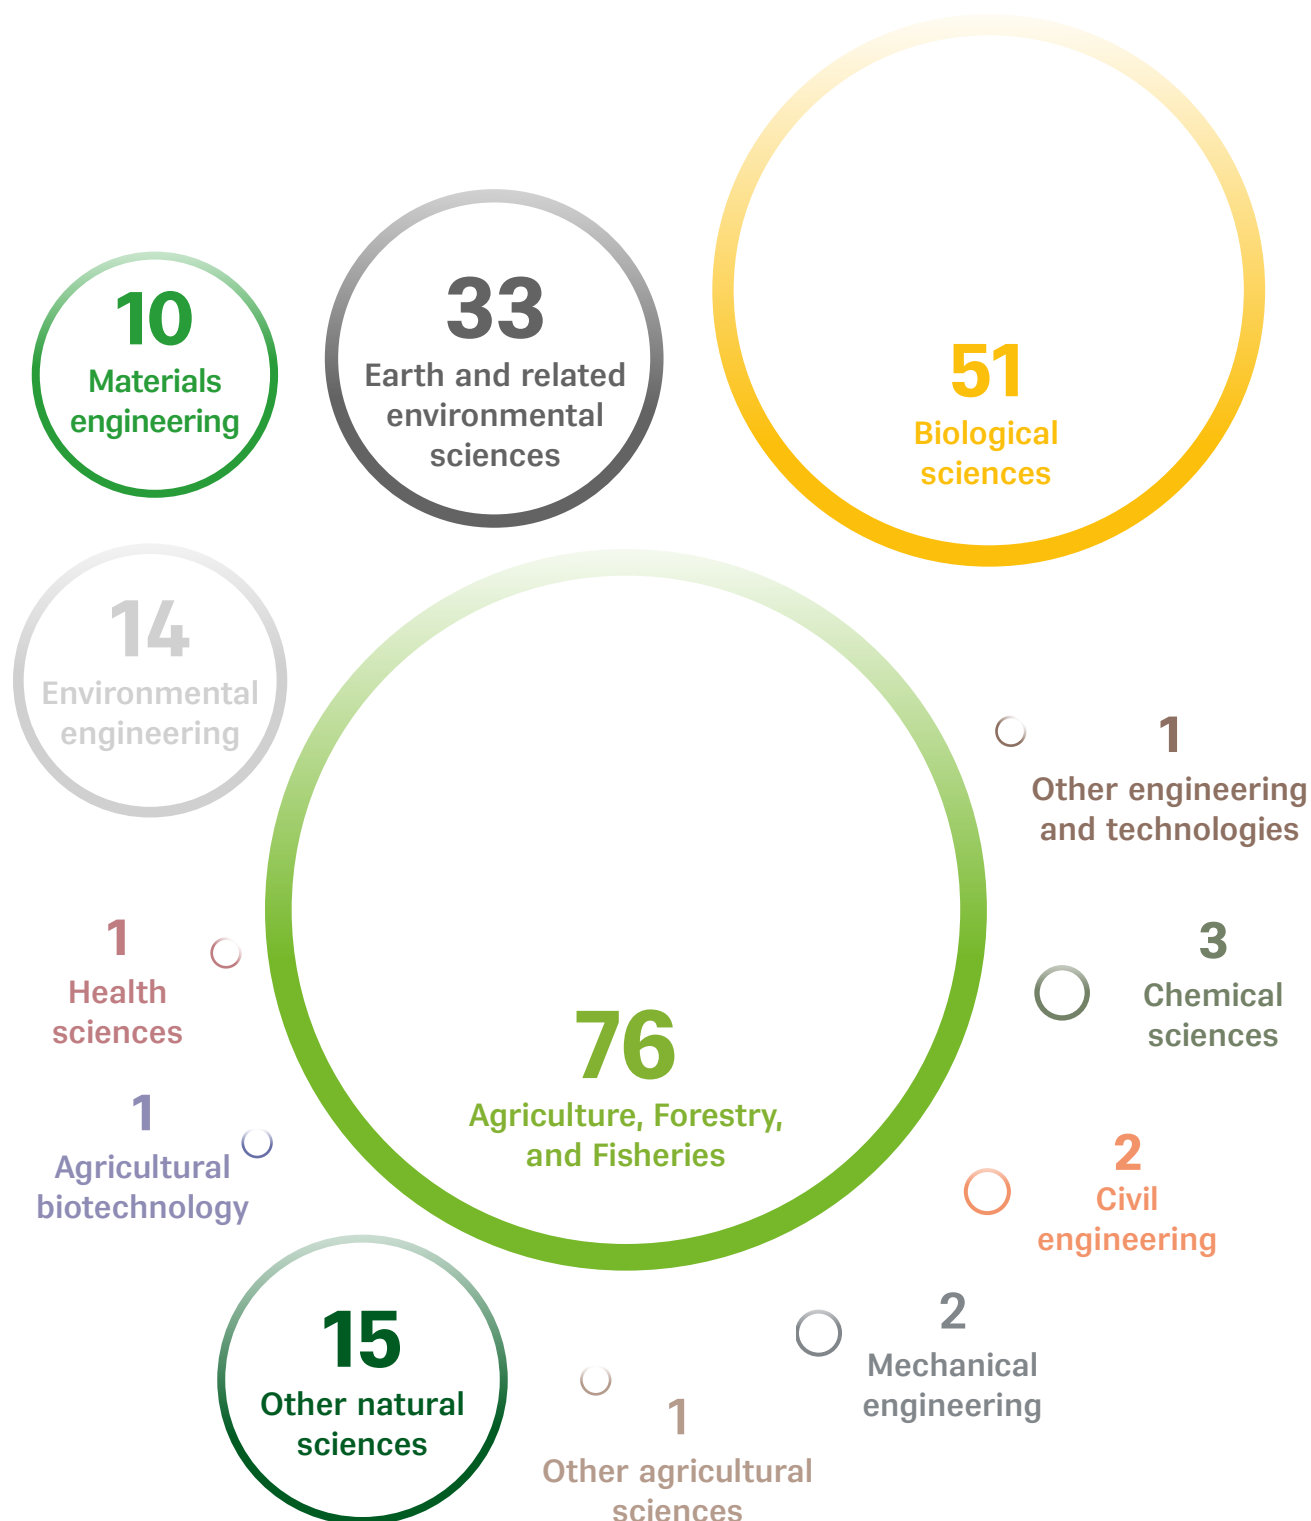 51
Biological
sciences
33
Earth and related
environmental
sciences
10
Materials
engineering
14
Environmental
engineering
1
Other engineering
and technologies
1
Health
sciences
3
Chemical
sciences
76
Agriculture, Forestry,
and Fisheries
1
Agricultural
biotechnology
2
Civil
engineering
15
Other natural
sciences
2
Mechanical
engineering
1
Other agricultural
sciences